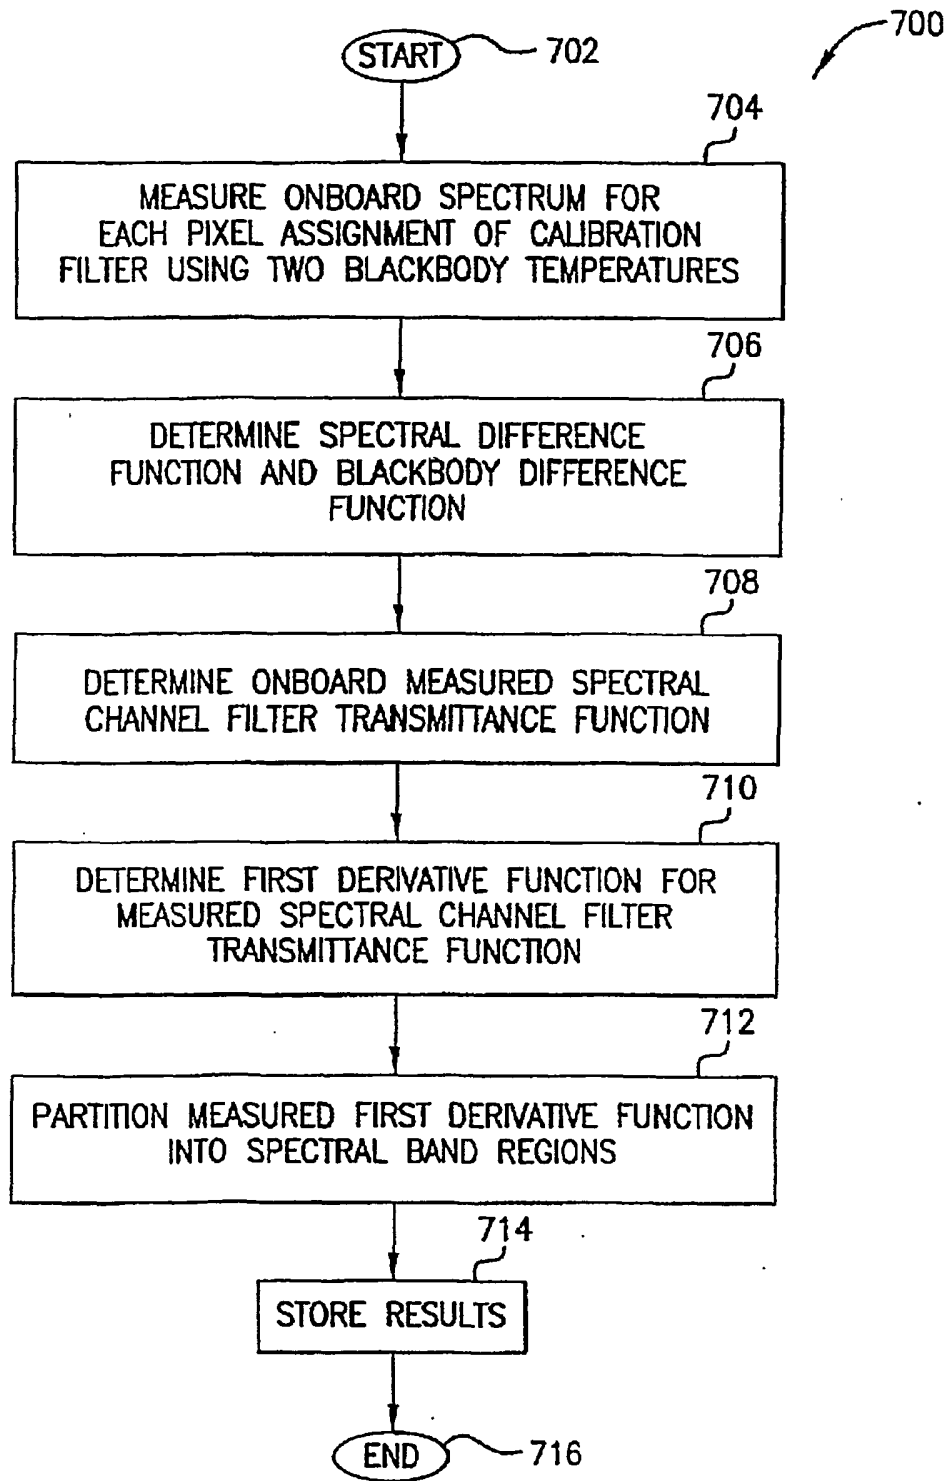 700
START
702
704
MEASURE ONBOARD SPECTRUM FOR
EACH PIXEL ASSIGNMENT OF CALIBRATION
FILTER USING TWO BLACKBODY TEMPERATURES
706
DETERMINE SPECTRAL DIFFERENCE
FUNCTION AND BLACKBODY DIFFERENCE
FUNCTION
708
DETERMINE ONBOARD MEASURED SPECTRAL
CHANNEL FILTER TRANSMITTANCE FUNCTION
710
DETERMINE FIRST DERIVATIVE FUNCTION FOR
MEASURED SPECTRAL CHANNEL FILTER
TRANSMITTANCE FUNCTION
712
PARTITION MEASURED FIRST DERIVATIVE FUNCTION
INTO SPECTRAL BAND REGIONS
714
STORE RESULTS
END
716